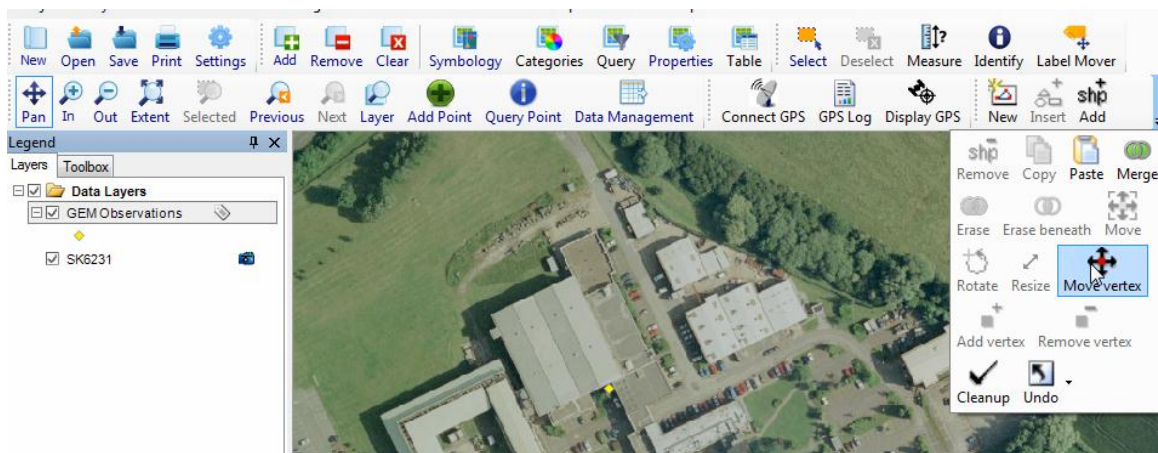 New Open Save Print Settings Add Remove Clear Symbology Categories Query Properties Table Select Deselect Measure Identify Label Mover
Pan In Out Extent Selected Previous Next Layer Add Point Query Point Data Management Connect GPS GPS Log Display GPS New Insert shp Add
Legend
Layers Toolbox
Data Layers
GEM Observations
SK6231
shp
Remove Copy Paste Merge
Erase Erase beneath Move
Rotate Resize Move vertex
Add vertex Remove vertex
Cleanup Undo